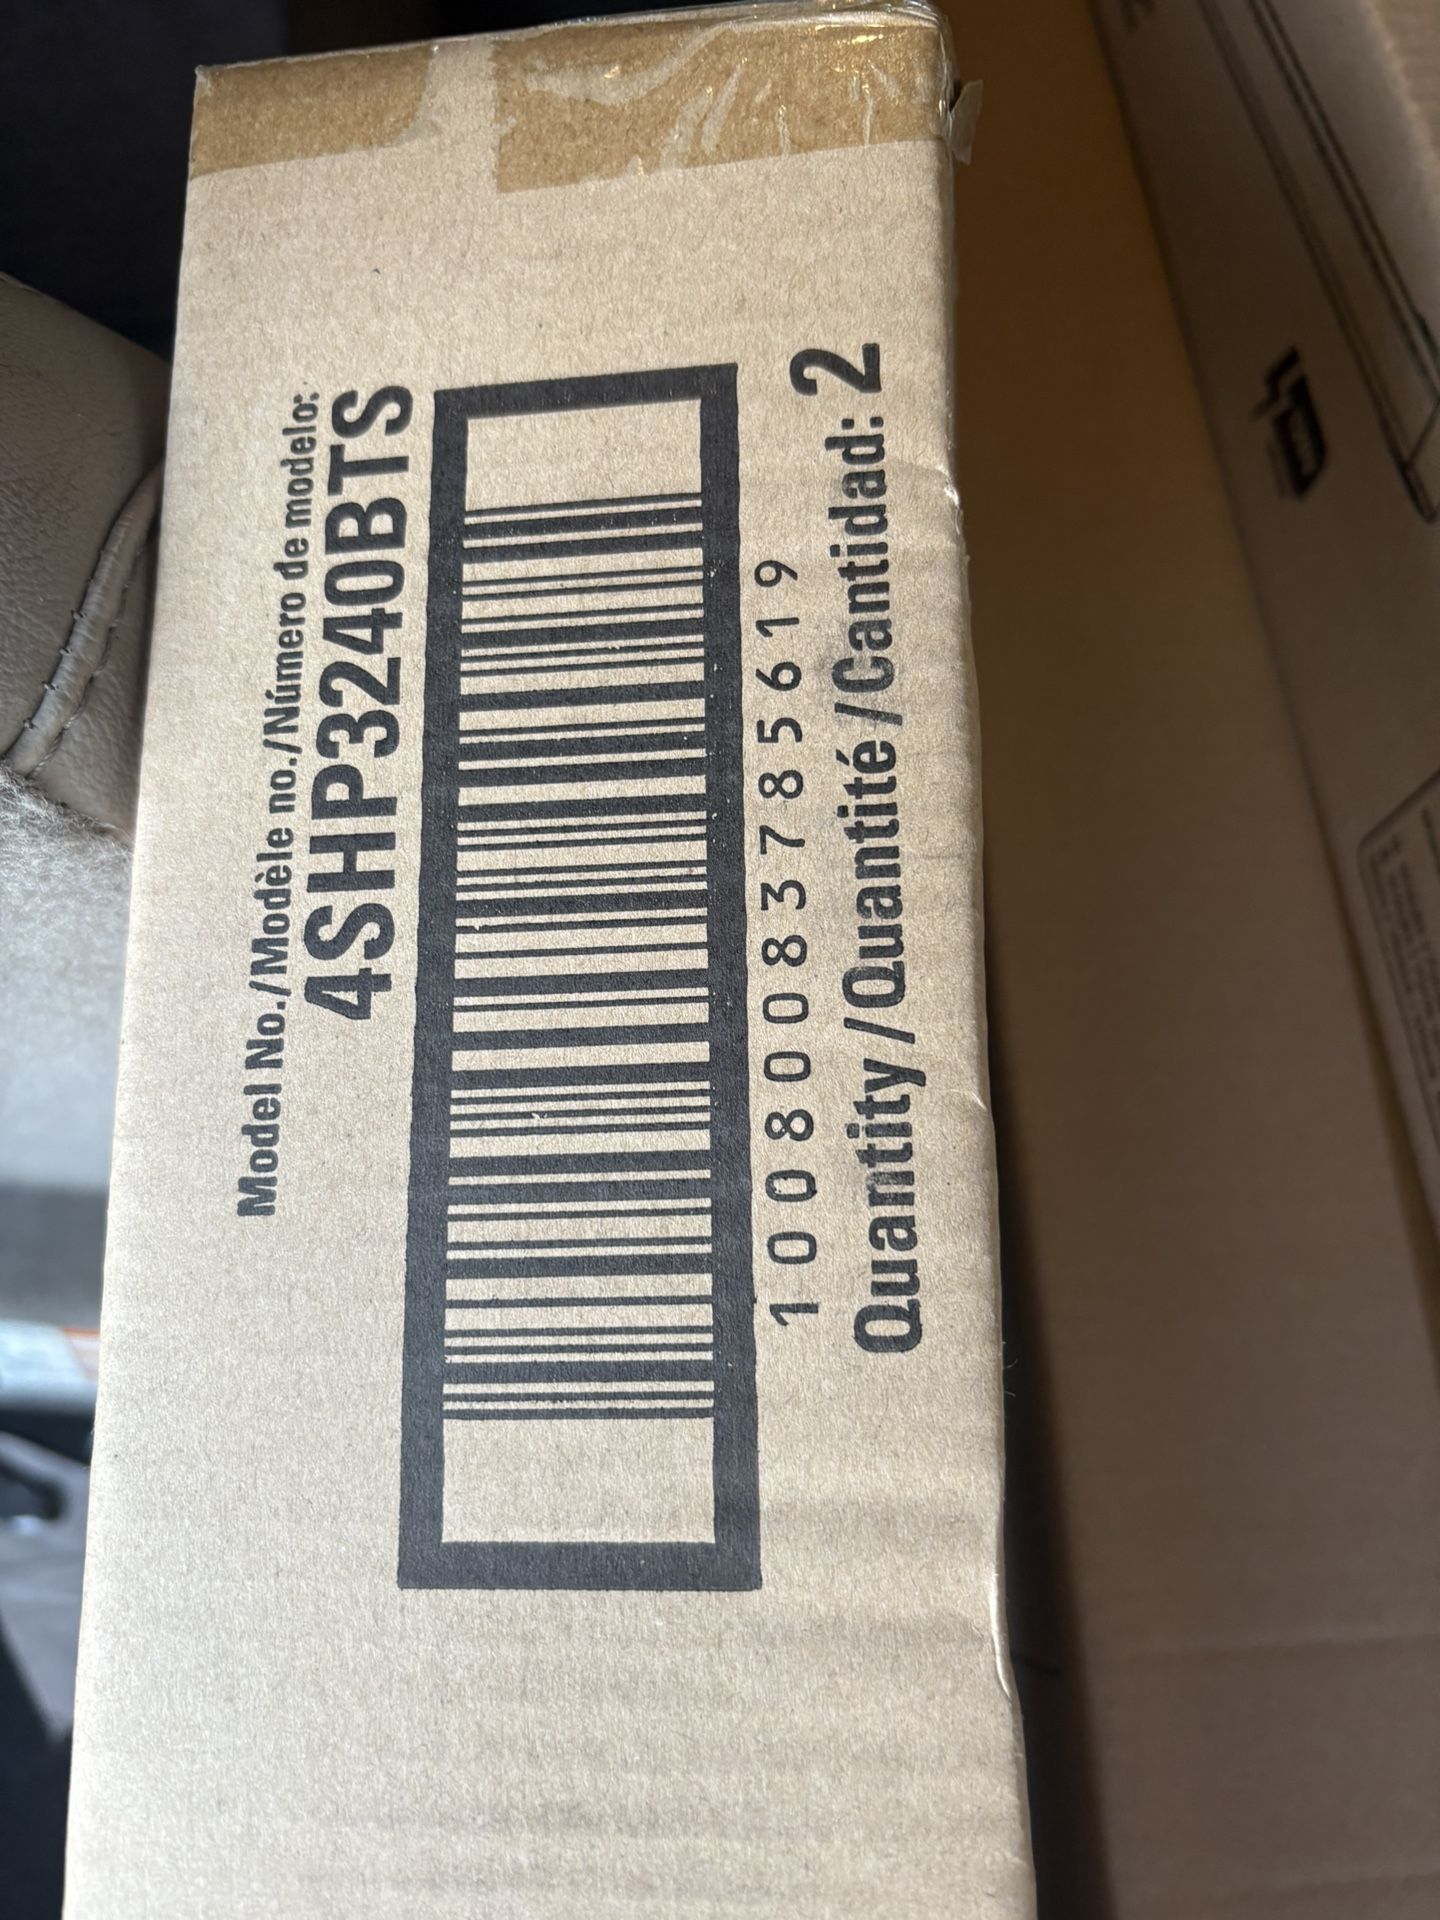 Model No./Modèle no./Número de modelo:
4SHP3240BTS
10080083785619
Quantity/Quantité/Cantidad: 2